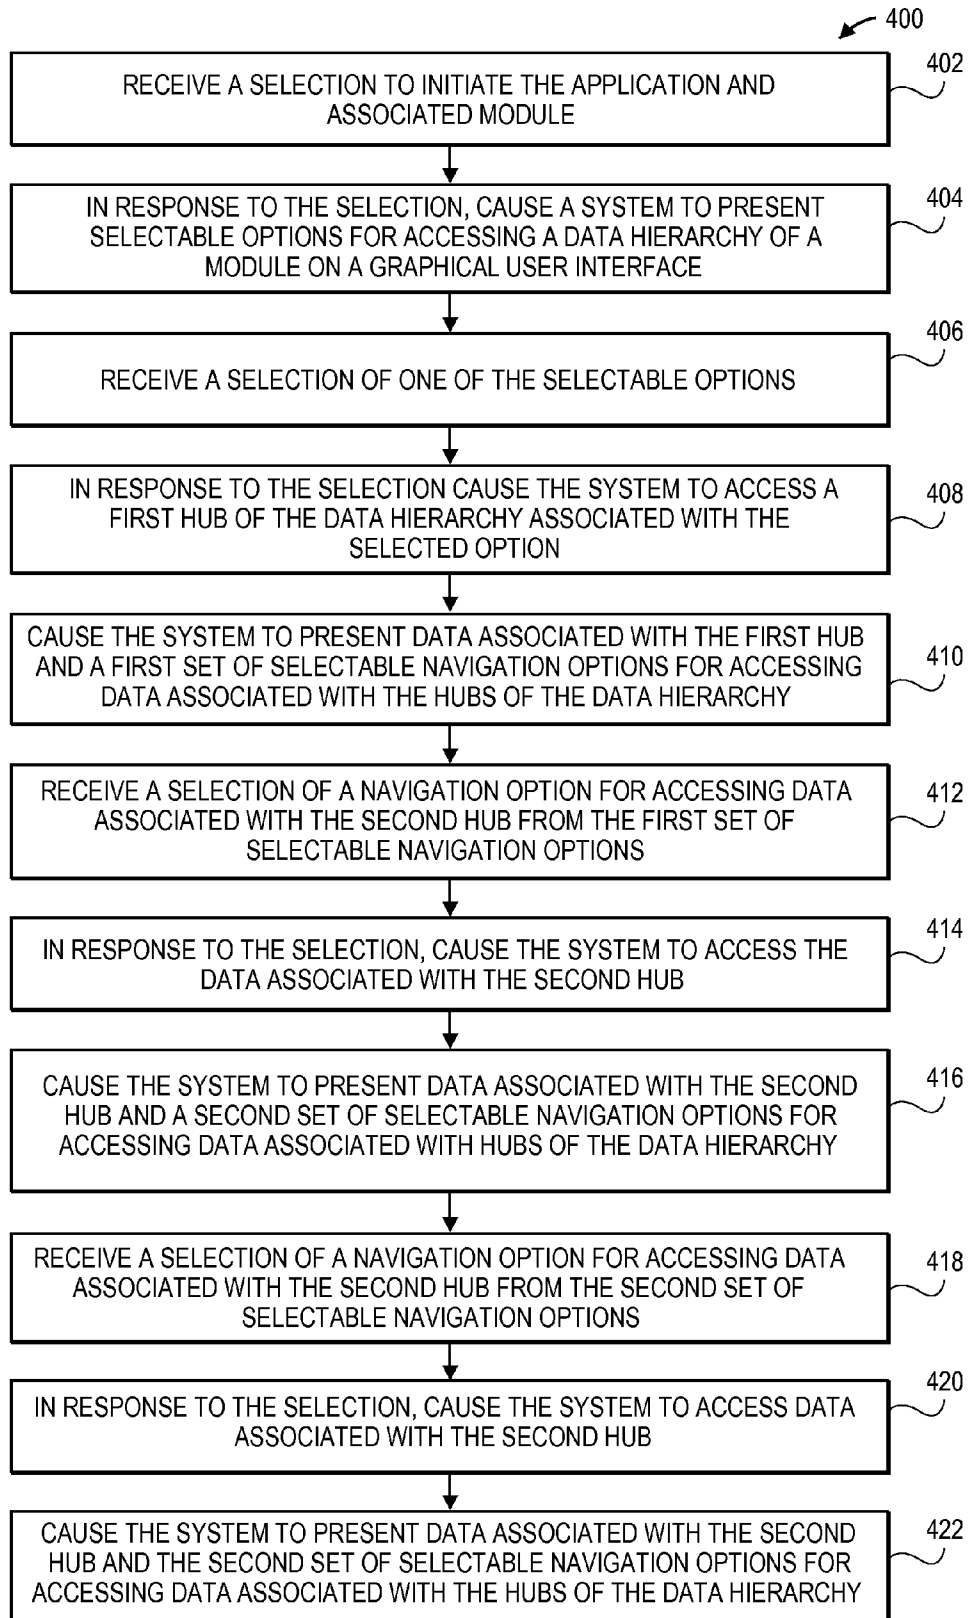 400
RECEIVE A SELECTION TO INITIATE THE APPLICATION AND
ASSOCIATED MODULE
402
IN RESPONSE TO THE SELECTION, CAUSE A SYSTEM TO PRESENT
SELECTABLE OPTIONS FOR ACCESSING A DATA HIERARCHY OF A
MODULE ON A GRAPHICAL USER INTERFACE
404
RECEIVE A SELECTION OF ONE OF THE SELECTABLE OPTIONS
406
IN RESPONSE TO THE SELECTION CAUSE THE SYSTEM TO ACCESS A
FIRST HUB OF THE DATA HIERARCHY ASSOCIATED WITH THE
SELECTED OPTION
408
CAUSE THE SYSTEM TO PRESENT DATA ASSOCIATED WITH THE FIRST HUB
AND A FIRST SET OF SELECTABLE NAVIGATION OPTIONS FOR ACCESSING
DATA ASSOCIATED WITH THE HUBS OF THE DATA HIERARCHY
410
RECEIVE A SELECTION OF A NAVIGATION OPTION FOR ACCESSING DATA
ASSOCIATED WITH THE SECOND HUB FROM THE FIRST SET OF
SELECTABLE NAVIGATION OPTIONS
412
IN RESPONSE TO THE SELECTION, CAUSE THE SYSTEM TO ACCESS THE
DATA ASSOCIATED WITH THE SECOND HUB
414
CAUSE THE SYSTEM TO PRESENT DATA ASSOCIATED WITH THE SECOND
HUB AND A SECOND SET OF SELECTABLE NAVIGATION OPTIONS FOR
ACCESSING DATA ASSOCIATED WITH HUBS OF THE DATA HIERARCHY
416
RECEIVE A SELECTION OF A NAVIGATION OPTION FOR ACCESSING DATA
ASSOCIATED WITH THE SECOND HUB FROM THE SECOND SET OF
SELECTABLE NAVIGATION OPTIONS
418
IN RESPONSE TO THE SELECTION, CAUSE THE SYSTEM TO ACCESS DATA
ASSOCIATED WITH THE SECOND HUB
420
CAUSE THE SYSTEM TO PRESENT DATA ASSOCIATED WITH THE SECOND
HUB AND THE SECOND SET OF SELECTABLE NAVIGATION OPTIONS FOR
ACCESSING DATA ASSOCIATED WITH THE HUBS OF THE DATA HIERARCHY
422